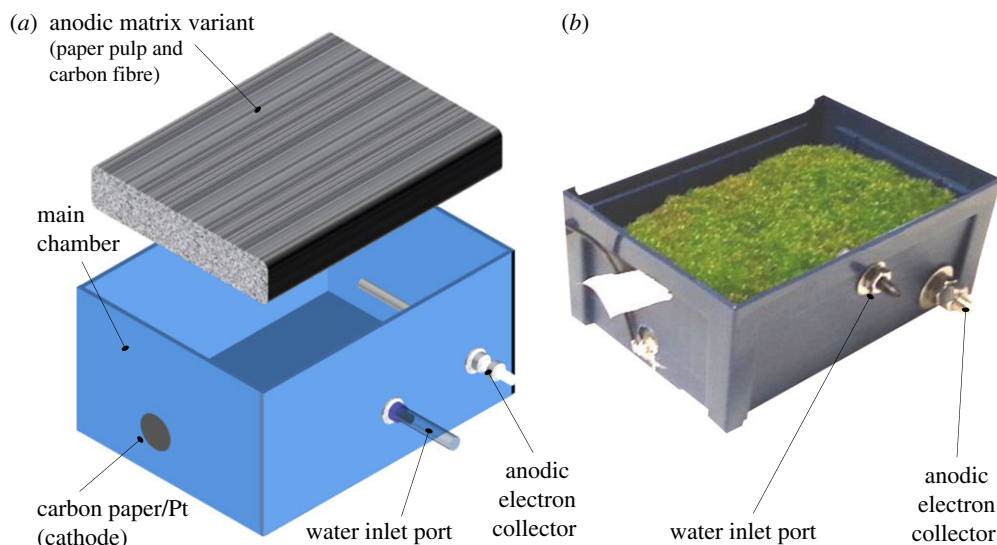 (a) anodic matrix variant
(paper pulp and
carbon fibre)
main
chamber
carbon paper/Pt
(cathode)
water inlet port
anodic
electron
collector
(b)
water inlet port
anodic
electron
collector